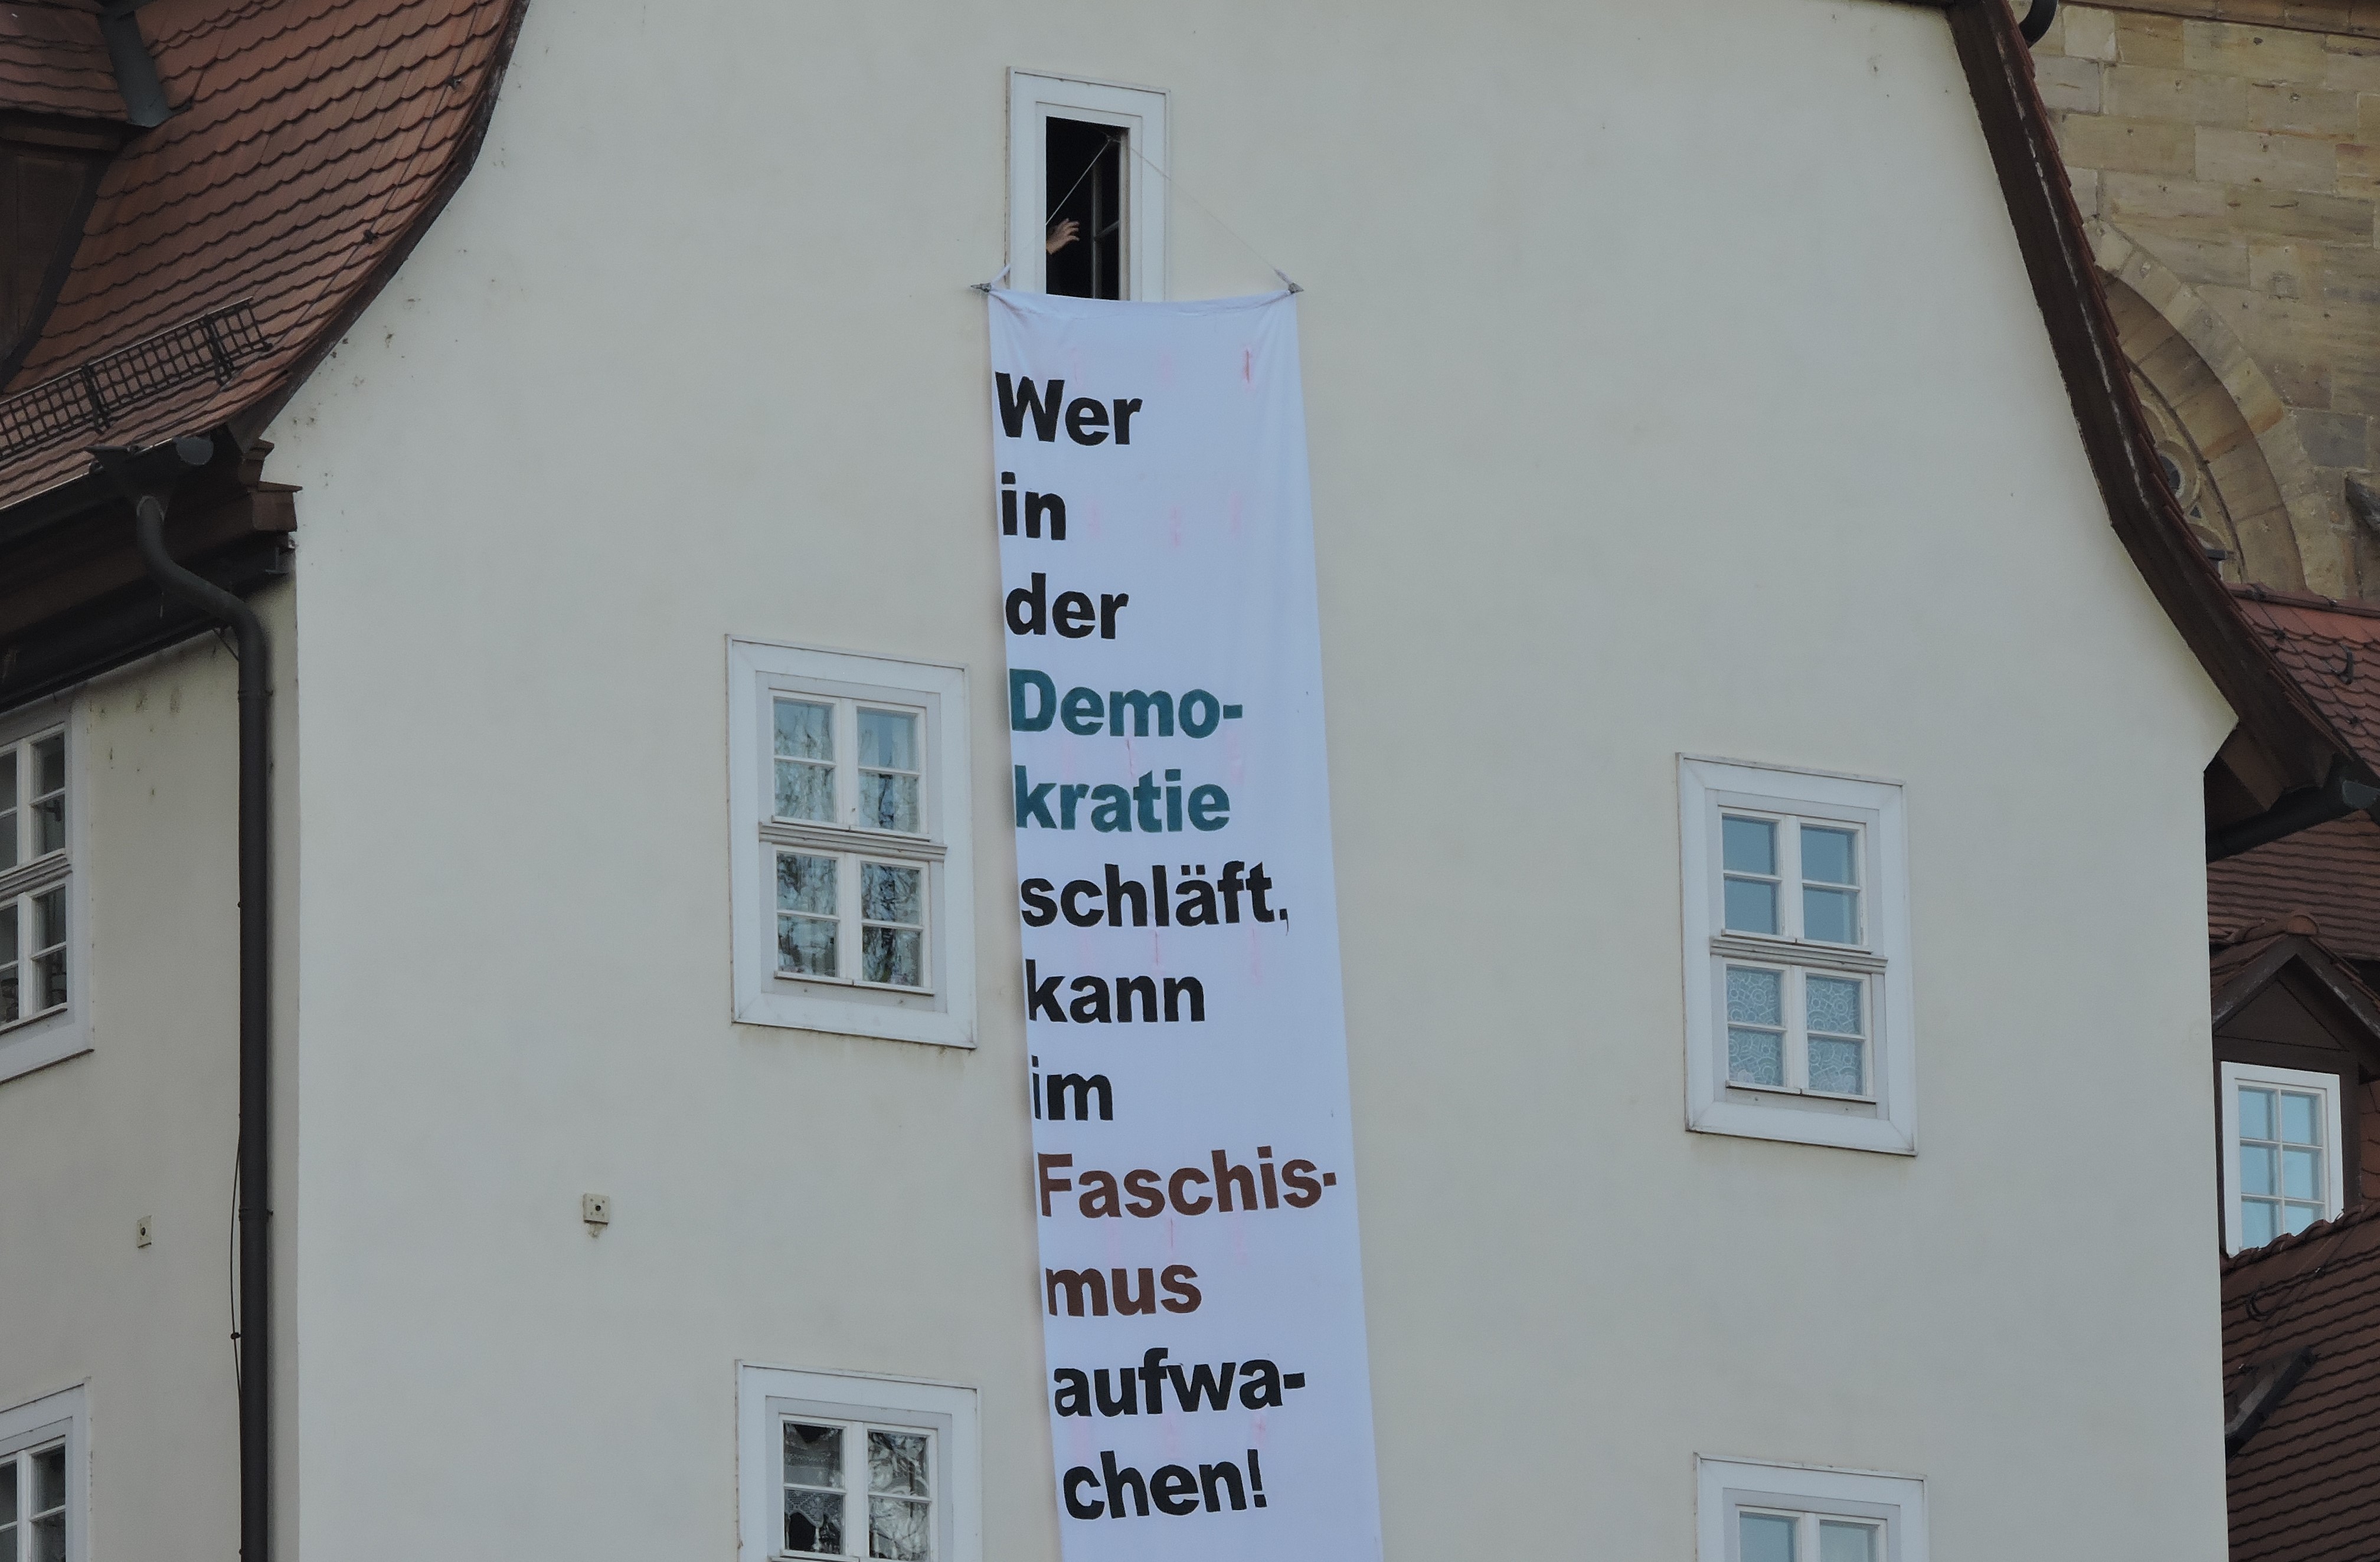 Wer
in
der
Demo-
kratie
schläft,
kann
im
Faschis-
mus
aufwa-
chen!